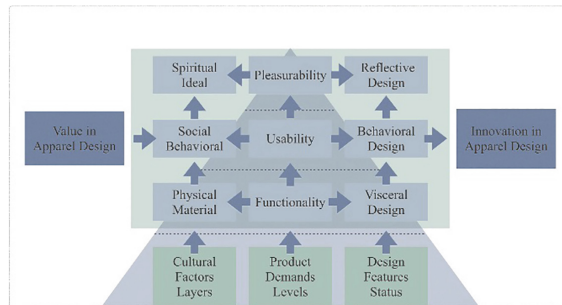 Spiritual
Ideal
Pleasurability
Reflective
Design
Value in
Apparel Design
Social
Behavioral
Usability
Behavioral
Design
Innovation in
Apparel Design
Physical
Material
Functionality
Visceral
Design
Cultural
Factors
Layers
Product
Demands
Levels
Design
Features
Status